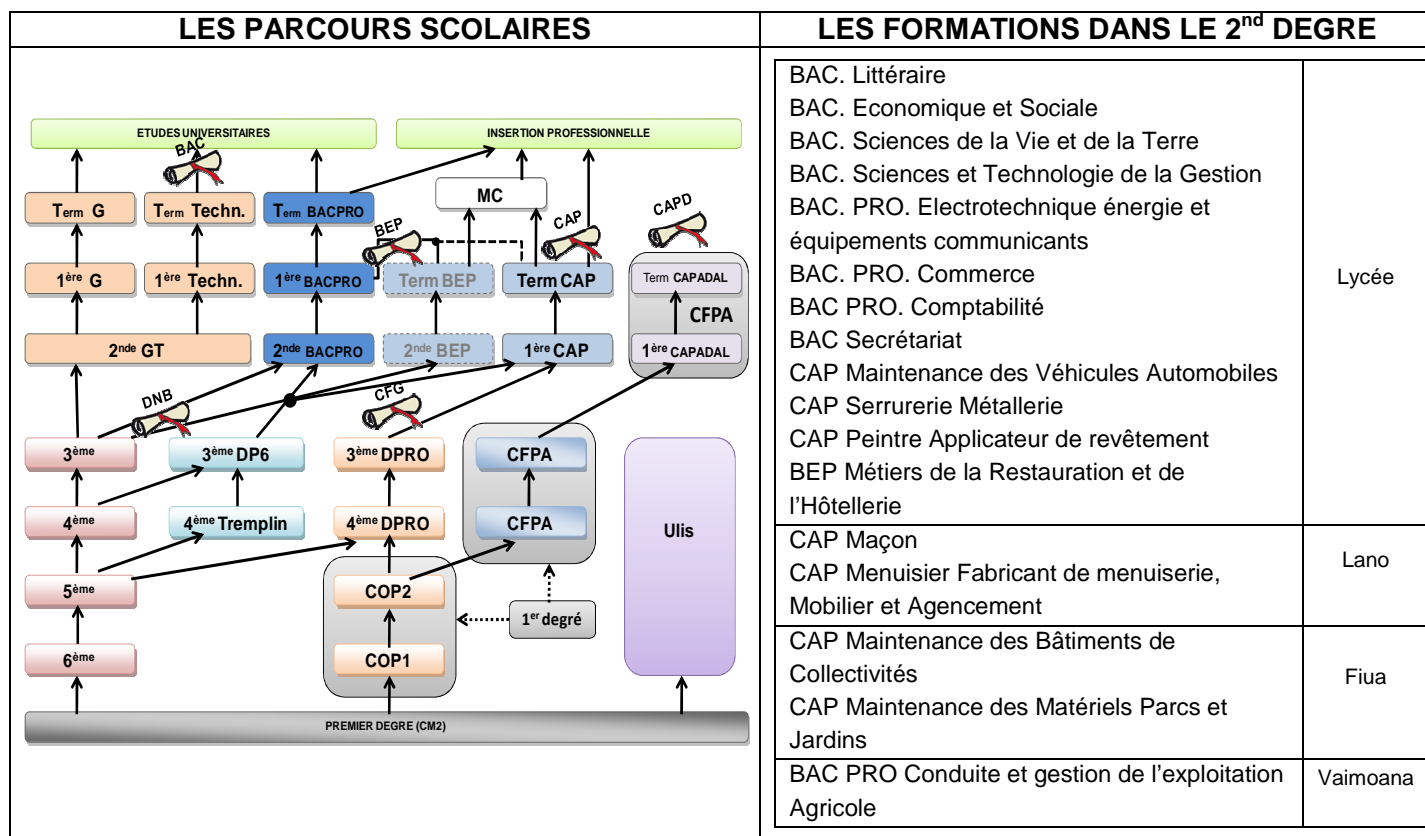 LES PARCOURS SCOLAIRES
ETUDES UNIVERSITAIRES
INSERTION PROFESSIONNELLE
BAC
MC
CAPD
Term G
Term Techn.
Term BACPRO
BEP
CAP
1ère G
1ère Techn.
1ère BACPRO
Term BEP
Term CAP
Term CAPADAL
CFPA
2nde GT
2nde BACPRO
2nde BEP
1ère CAP
1ère CAPADAL
DNB
CFG
3ème
3ème DP6
3ème DPRO
CFPA
4ème
4ème Tremplin
4ème DPRO
CFPA
Ulis
5ème
COP2
1er degré
6ème
COP1
PREMIER DEGRE (CM2)
LES FORMATIONS DANS LE 2nd DEGRE
BAC. Littéraire
BAC. Economique et Sociale
BAC. Sciences de la Vie et de la Terre
BAC. Sciences et Technologie de la Gestion
BAC. PRO. Electrotechnique énergie et
équipements communicants
BAC. PRO. Commerce
BAC PRO. Comptabilité
BAC Secrétariat
CAP Maintenance des Véhicules Automobiles
CAP Serrurerie Métallerie
CAP Peintre Applicateur de revêtement
BEP Métiers de la Restauration et de
l'Hôtellerie
Lycée
CAP Maçon
CAP Menuisier Fabricant de menuiserie,
Mobilier et Agencement
Lano
CAP Maintenance des Bâtiments de
Collectivités
CAP Maintenance des Matériels Parcs et
Jardins
Fiua
BAC PRO Conduite et gestion de l'exploitation
Agricole
Vaimoana